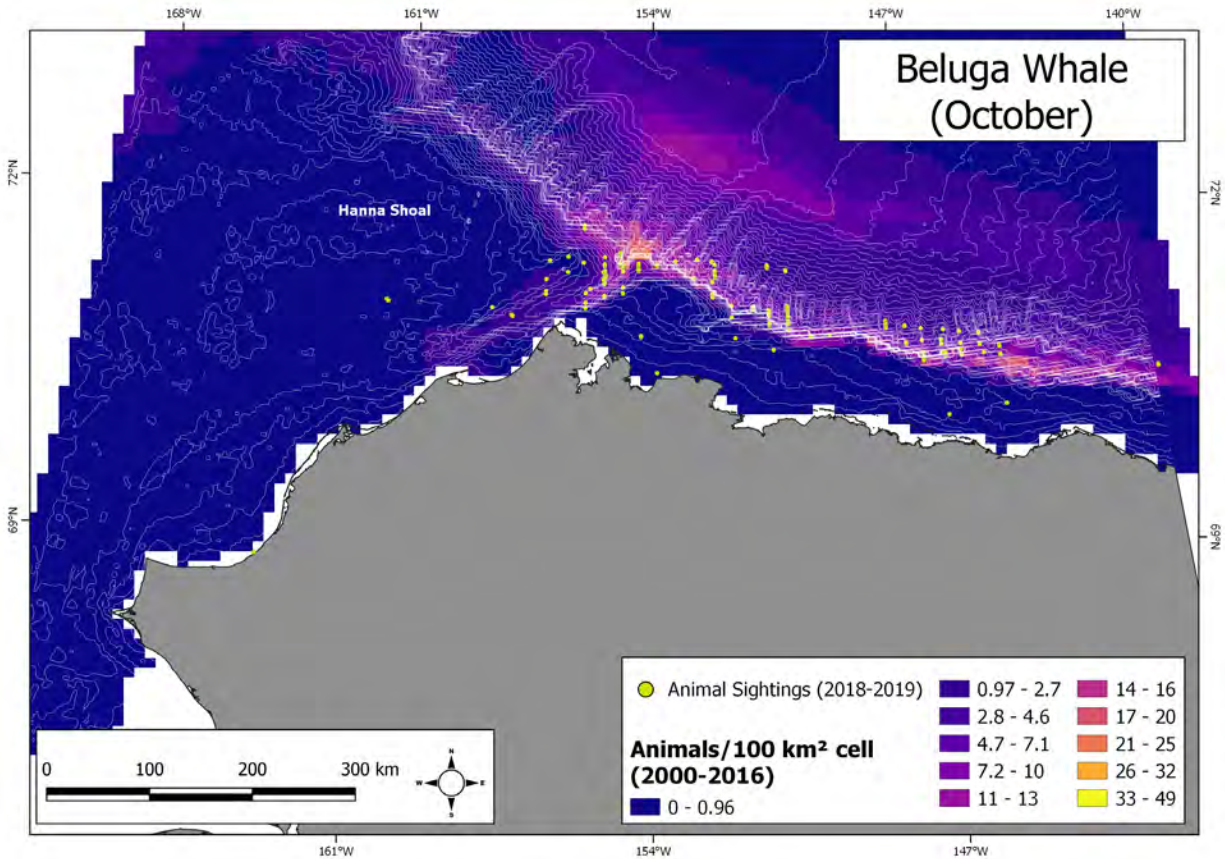 168°W 161°W 154°W 147°W 140°W
Beluga Whale
(October)
72°N
72°N
Hanna Shoal
69°N
69°N
Animal Sightings (2018-2019)
Animals/100 km² cell
(2000-2016)
0 - 0.96
0.97 - 2.7
2.8 - 4.6
4.7 - 7.1
7.2 - 10
11 - 13
14 - 16
17 - 20
21 - 25
26 - 32
33 - 49
0 100 200 300 km
N
W E
S
161°W 154°W 147°W